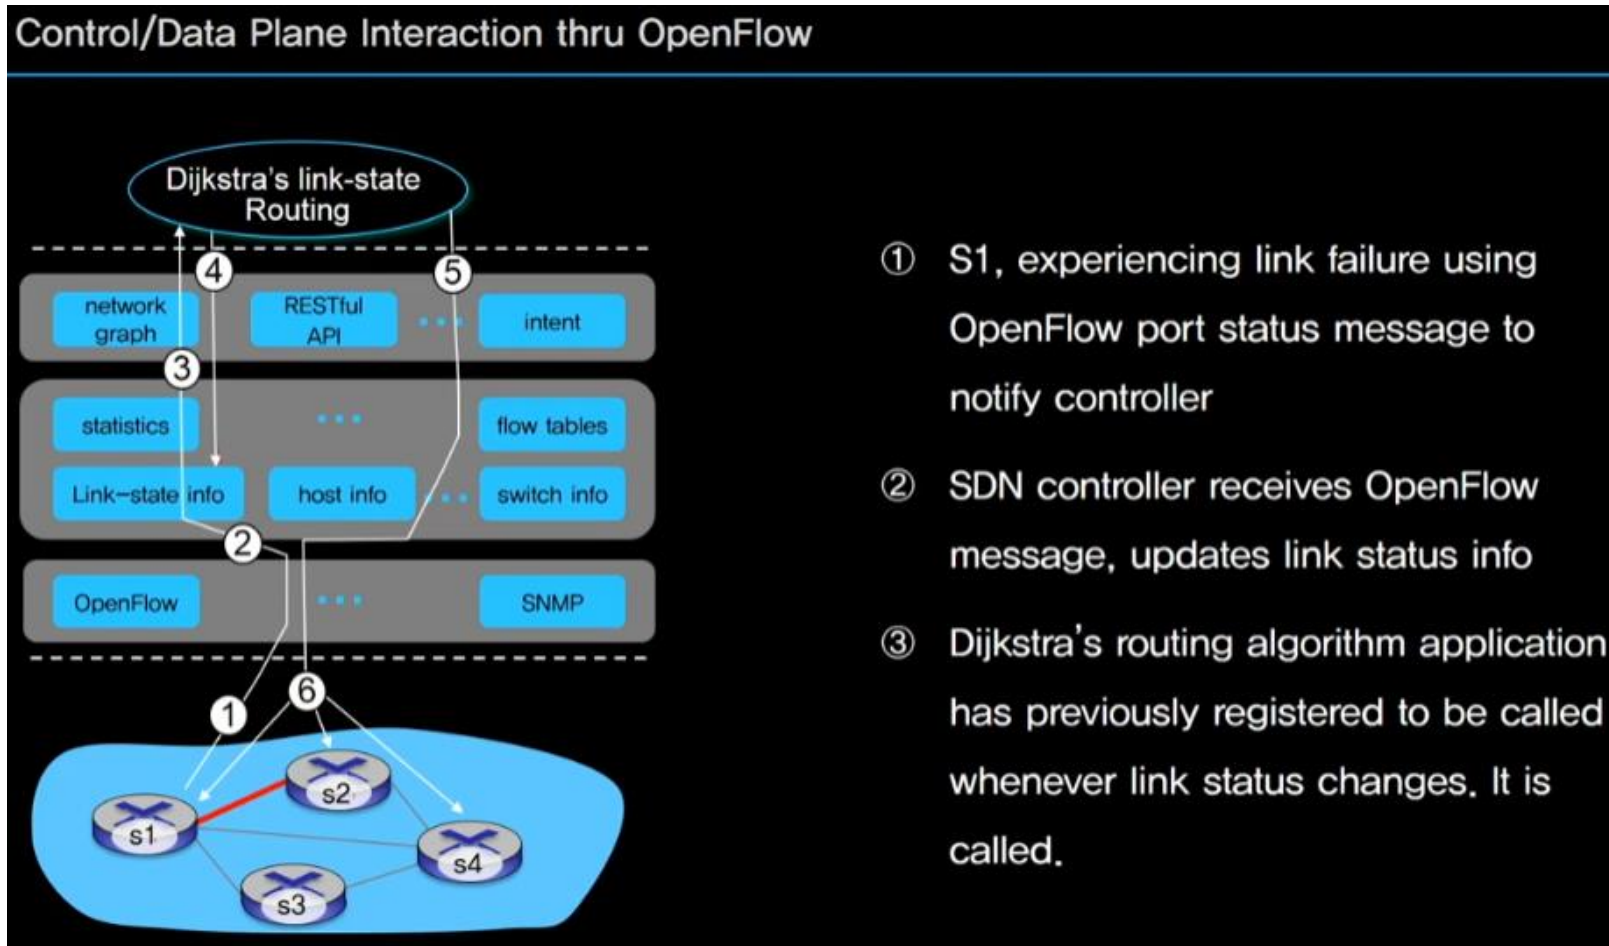 Control/Data Plane Interaction thru OpenFlow
Dijkstra's link-state
Routing
4
5
network
graph
RESTful
API
intent
3
statistics
flow tables
Link-state info
host info
switch info
2
OpenFlow
SNMP
1
6
s1
s2
s3
s4
① S1, experiencing link failure using
OpenFlow port status message to
notify controller
② SDN controller receives OpenFlow
message, updates link status info
③ Dijkstra's routing algorithm application
has previously registered to be called
whenever link status changes. It is
called.